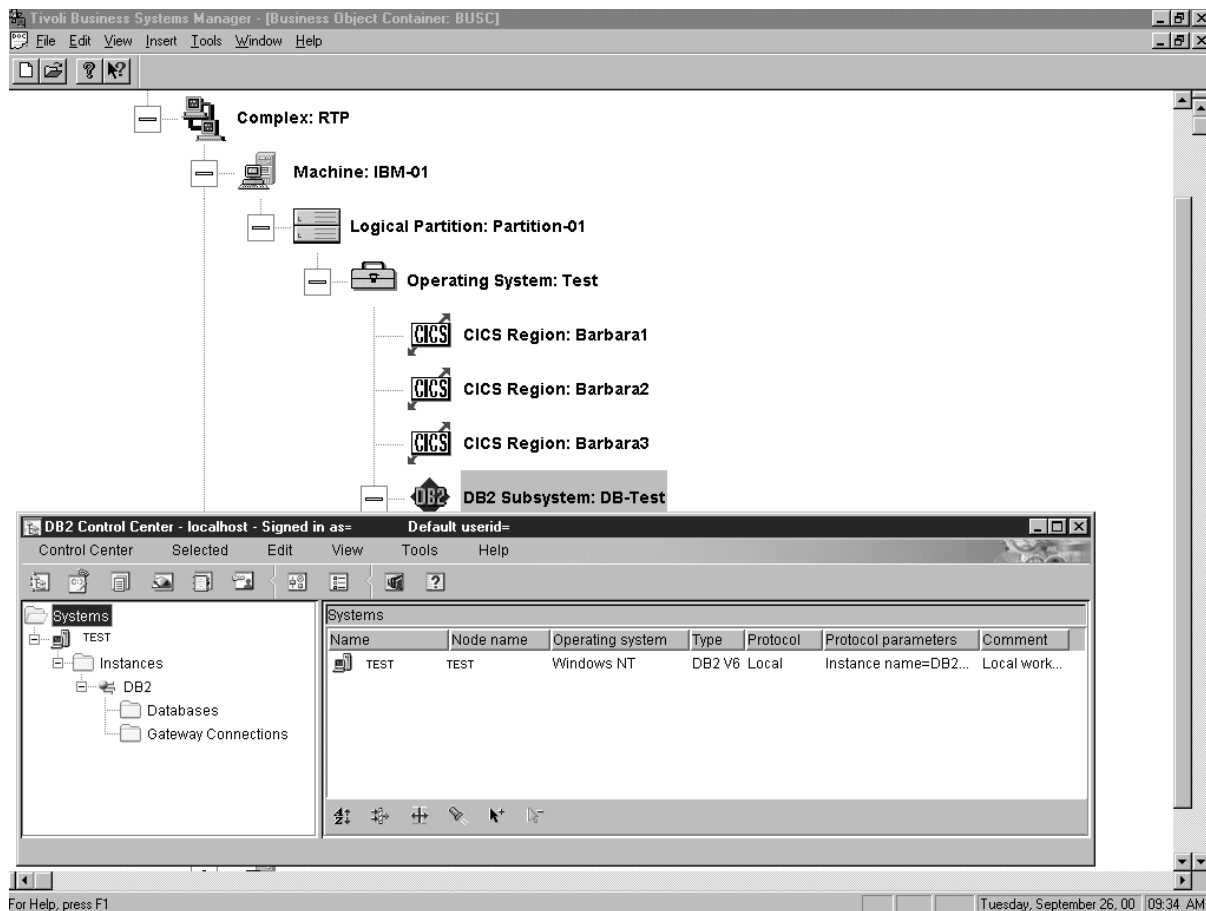 Tivoli Business Systems Manager - [Business Object Container: BUSC]
File Edit View Insert Tools Window Help
Complex: RTP
Machine: IBM-01
Logical Partition: Partition-01
Operating System: Test
CICS CICS Region: Barbara1
CICS CICS Region: Barbara2
CICS CICS Region: Barbara3
DB2 DB2 Subsystem: DB-Test
DB2 Control Center - localhost - Signed in as= Default userid=
Control Center Selected Edit View Tools Help
Systems
TEST
Instances
DB2
Databases
Gateway Connections
Systems
Name Node name Operating system Type Protocol Protocol parameters Comment
TEST TEST Windows NT DB2 V6 Local Instance name=DB2... Local work...
For Help, press F1
Tuesday, September 26, 00 09:34 AM